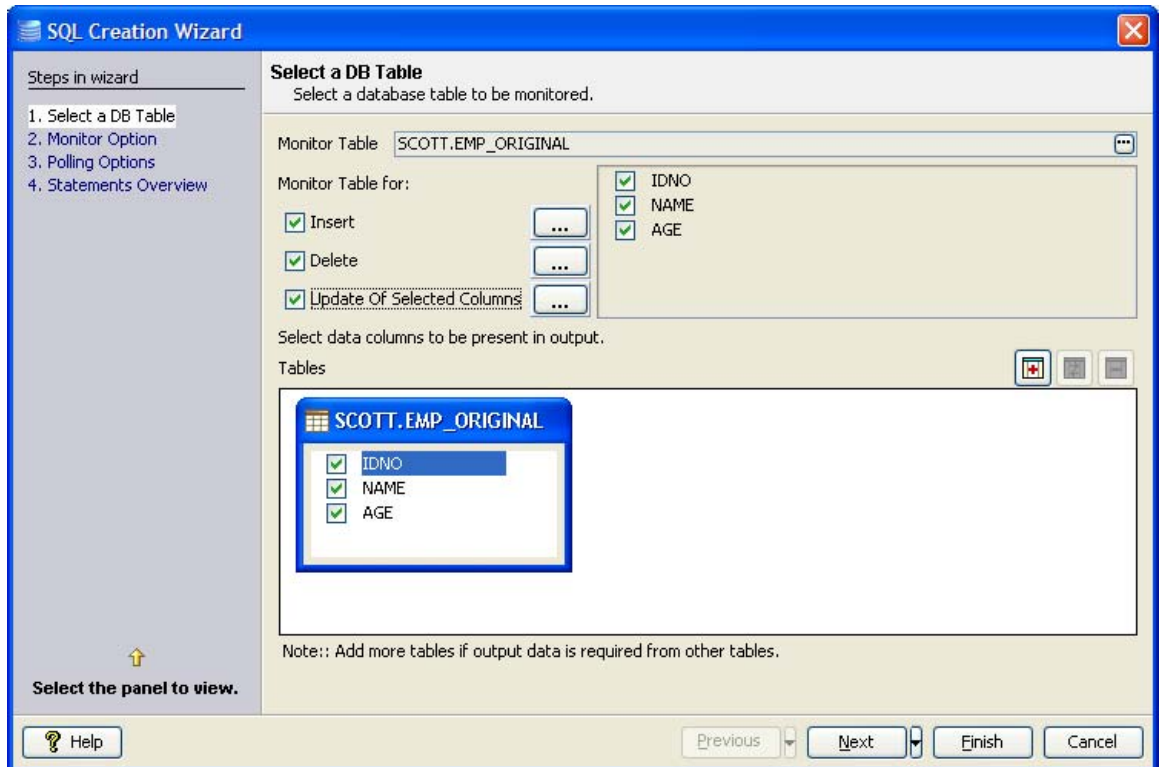 SQL Creation Wizard
Steps in wizard
1. Select a DB Table
2. Monitor Option
3. Polling Options
4. Statements Overview
Select the panel to view.
Select a DB Table
Select a database table to be monitored.
Monitor Table SCOTT.EMP_ORIGINAL ...
Monitor Table for:
Insert ...
Delete ...
Update Of Selected Columns ...
IDNO
NAME
AGE
Select data columns to be present in output.
Tables
SCOTT.EMP_ORIGINAL
IDNO
NAME
AGE
Note:: Add more tables if output data is required from other tables.
? Help
Previous
Next
Finish
Cancel